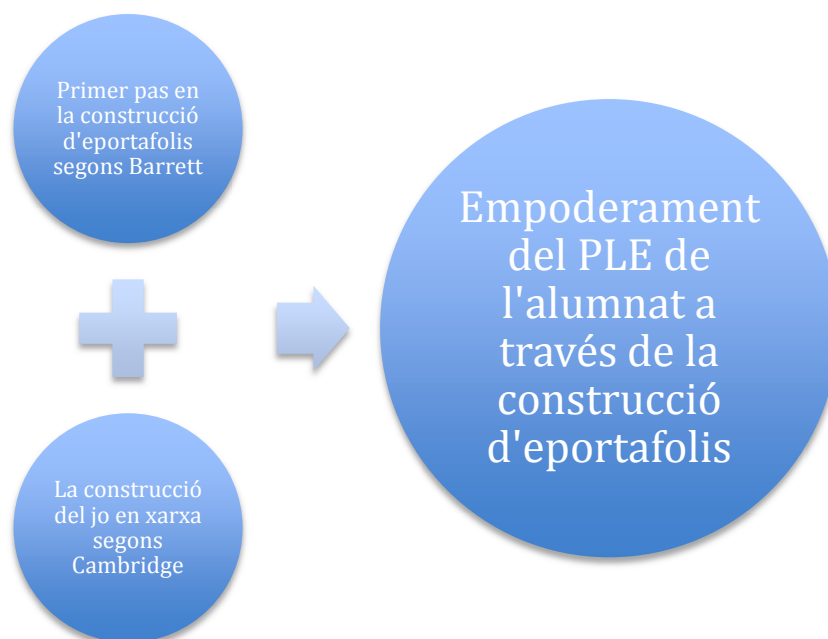 Primer pas en
la construcció
d'eportafolis
segons Barrett
La construcció
del jo en xarxa
segons
Cambridge
Empoderament
del PLE de
l'alumnat a
través de la
construcció
d'eportafolis